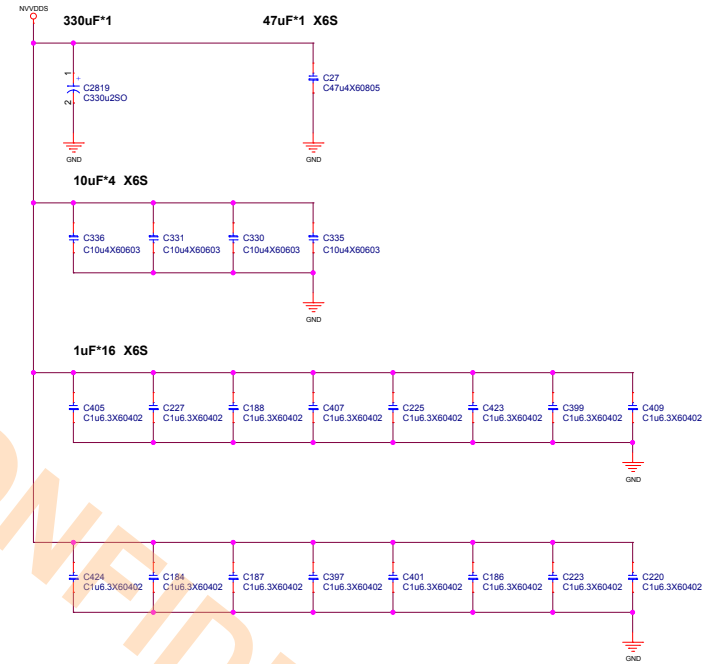 NVVDDS
330uF*1
47uF*1 X6S
1
+
C2819
C330u2SO
2
GND
C27
C47u4X60805
GND
10uF*4 X6S
C336
C10u4X60603
C331
C10u4X60603
C330
C10u4X60603
C335
C10u4X60603
GND
1uF*16 X6S
C405
C1u6.3X60402
C227
C1u6.3X60402
C188
C1u6.3X60402
C407
C1u6.3X60402
C225
C1u6.3X60402
C423
C1u6.3X60402
C399
C1u6.3X60402
C409
C1u6.3X60402
GND
C424
C1u6.3X60402
C184
C1u6.3X60402
C187
C1u6.3X60402
C397
C1u6.3X60402
C401
C1u6.3X60402
C186
C1u6.3X60402
C223
C1u6.3X60402
C220
C1u6.3X60402
GND